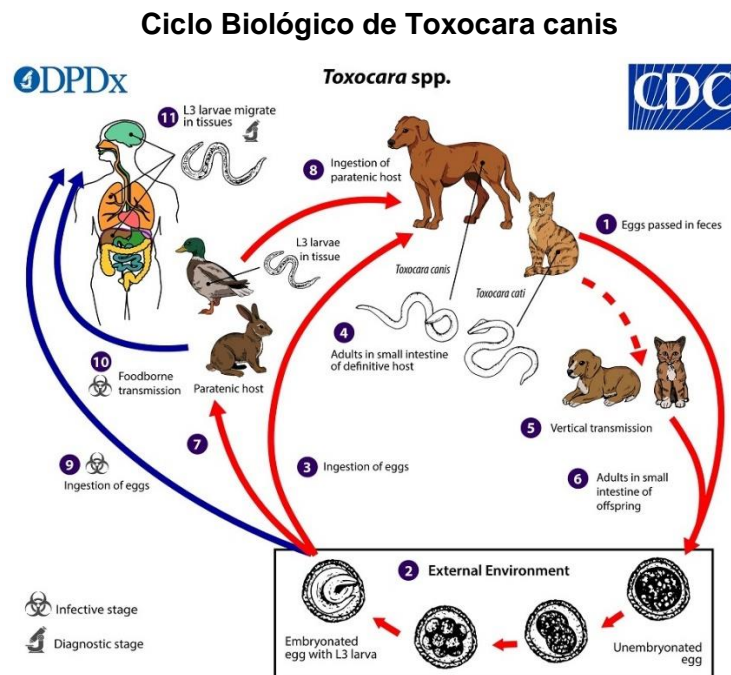 Ciclo Biológico de Toxocara canis
DPDx
Toxocara spp.
CDC
11 L3 larvae migrate
in tissues
8 Ingestion of
paratenic host
1 Eggs passed in feces
L3 larvae
in tissue
Toxocara canis
Toxocara cati
4
Adults in small intestine
of definitive host
10
Foodborne
transmission
Paratenic host
5 Vertical transmission
7
9
Ingestion of eggs
3 Ingestion of eggs
6 Adults in small
intestine of
offspring
2 External Environment
Infective stage
Diagnostic stage
Embryonated
egg with L3 larva
Unembryonated
egg